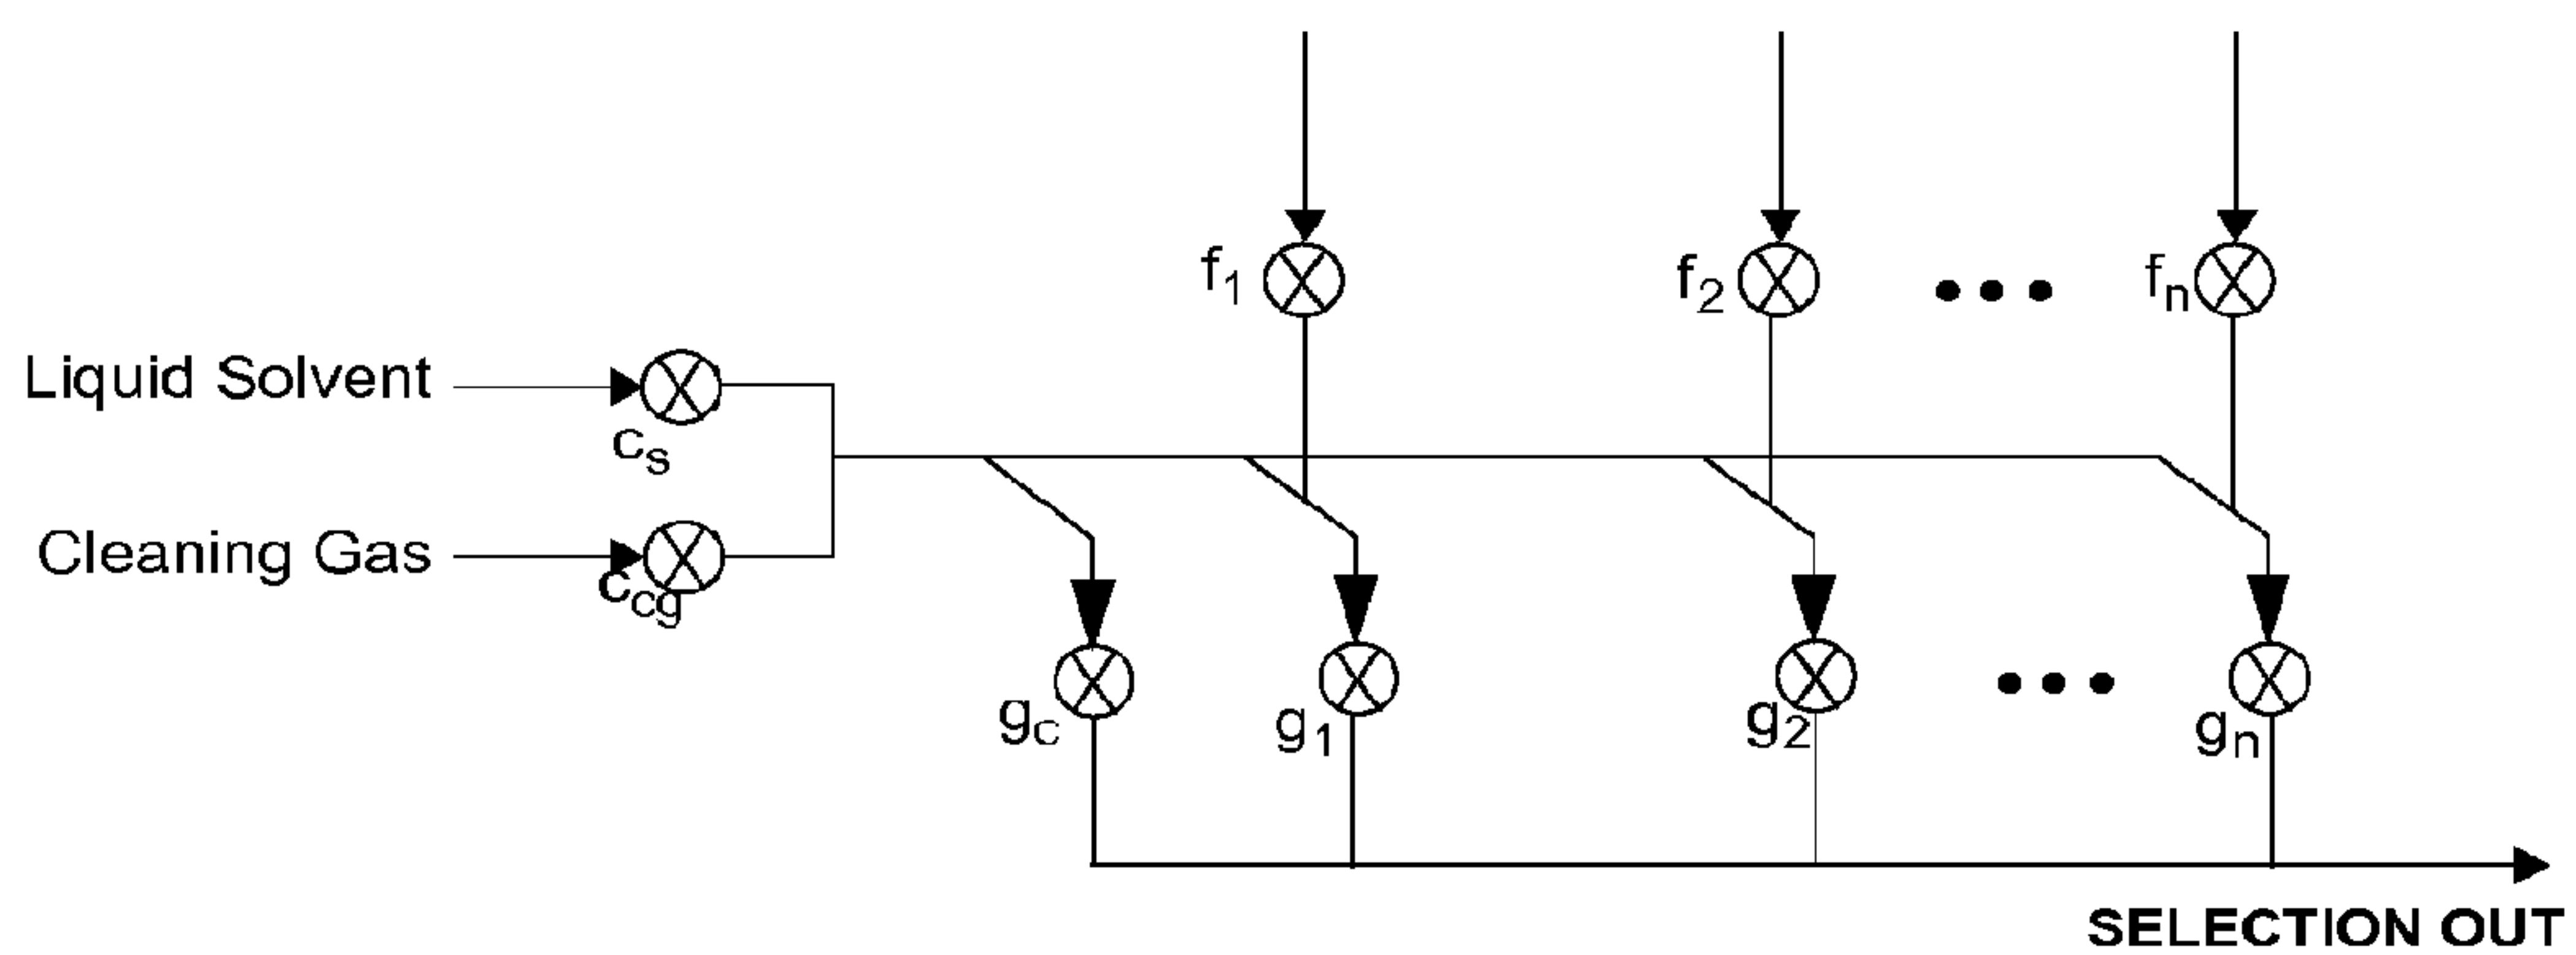 f1
f2
fn
Liquid Solvent
cs
Cleaning Gas
ccg
gc
g1
g2
gn
SELECTION OUT